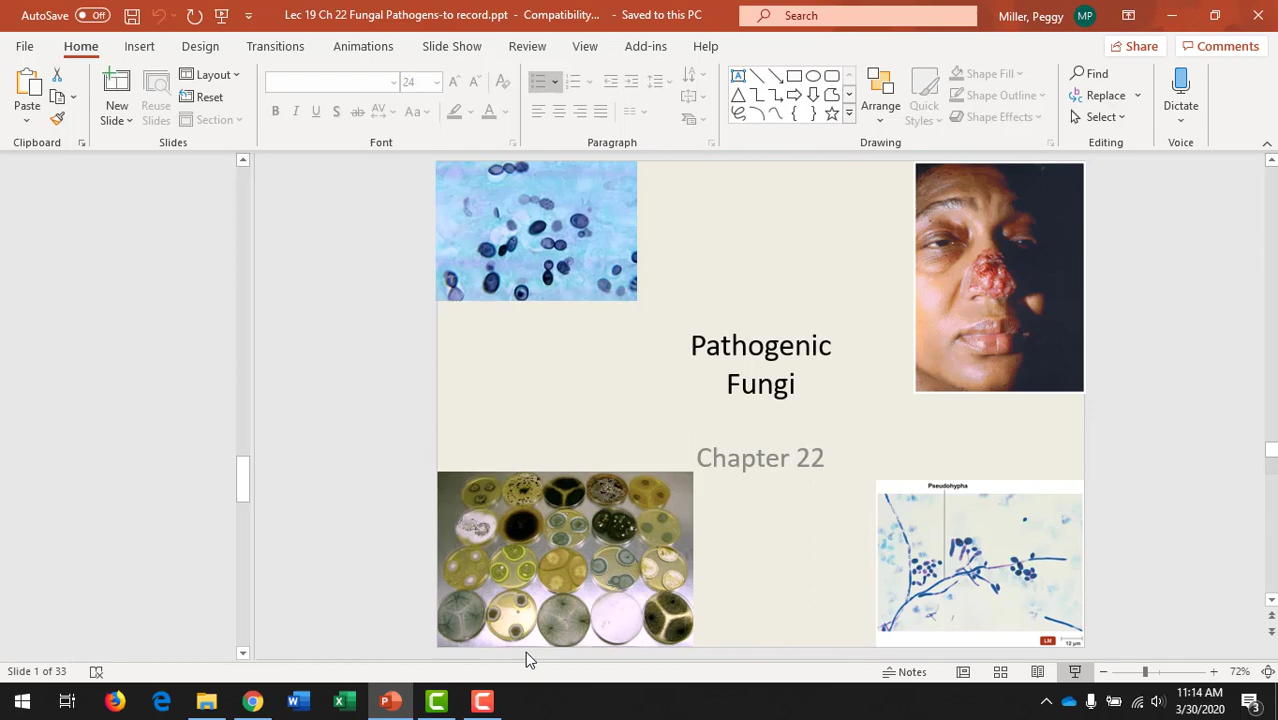 AutoSave Off Lec 19 Ch 22 Fungal Pathogens-to record.ppt - Compatibility... - Saved to this PC Search Miller, Peggy MP
File Home Insert Design Transitions Animations Slide Show Review View Add-ins Help Share Comments
Paste New Slide Reuse Slides Layout Reset Section 24 Arrange Quick Styles Shape Fill Shape Outline Shape Effects Find Replace Select Dictate
Clipboard Slides Font Paragraph Drawing Editing Voice
Pathogenic
Fungi
Chapter 22
Pseudohypha
LM 12 µm
Slide 1 of 33 Notes 72%
11:14 AM
3/30/2020
3